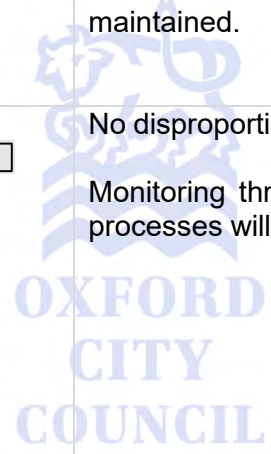 maintained.
No disproporti
Monitoring thr
processes will
OXFORD
CITY
COUNCIL